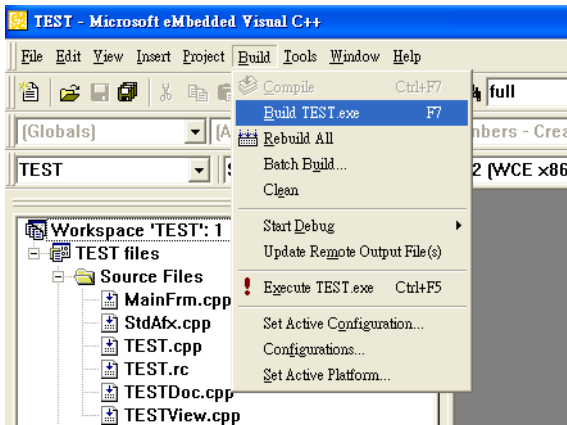 TEST - Microsoft eMbedded Visual C++
File Edit View Insert Project Build Tools Window Help
Compile Ctrl+F7
full
Build TEST.exe F7
(Globals)
Rebuild All
Batch Build...
TEST
2 (WCE x86
Clean
Workspace 'TEST': 1
Start Debug
TEST files
Update Remote Output File(s)
Source Files
Execute TEST.exe Ctrl+F5
MainFrm.cpp
StdAfx.cpp
Set Active Configuration...
TEST.cpp
Configurations...
TEST.rc
Set Active Platform...
TESTDoc.cpp
TESTView.cpp